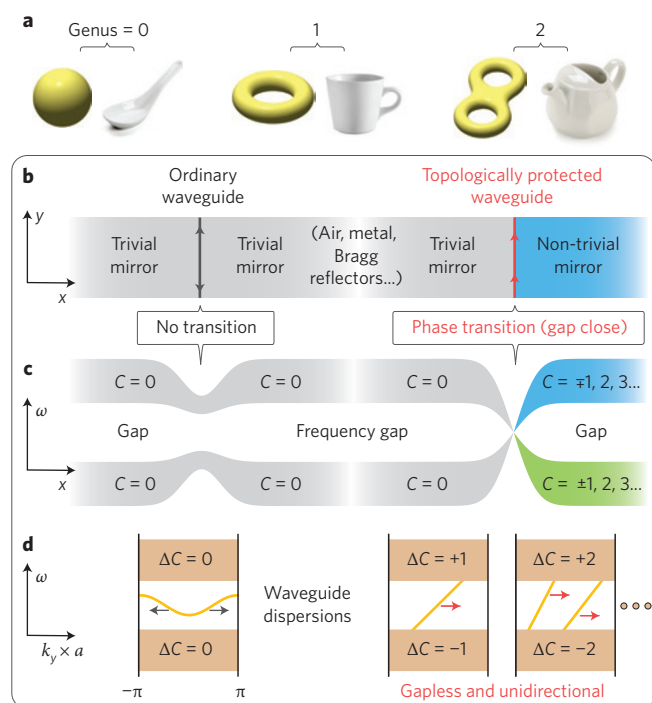 a
Genus = 0
1
2
b
Ordinary
waveguide
Topologically protected
waveguide
y
x
Trivial
mirror
Trivial
mirror
(Air, metal,
Bragg
reflectors...)
Trivial
mirror
Non-trivial
mirror
No transition
Phase transition (gap close)
c
ω
x
C = 0
C = 0
C = 0
C = ∓1, 2, 3...
Gap
Frequency gap
Gap
C = 0
C = 0
C = 0
C = ±1, 2, 3...
d
ω
k_y × a
ΔC = 0
ΔC = 0
−π
π
Waveguide
dispersions
ΔC = +1
ΔC = −1
ΔC = +2
ΔC = −2
Gapless and unidirectional